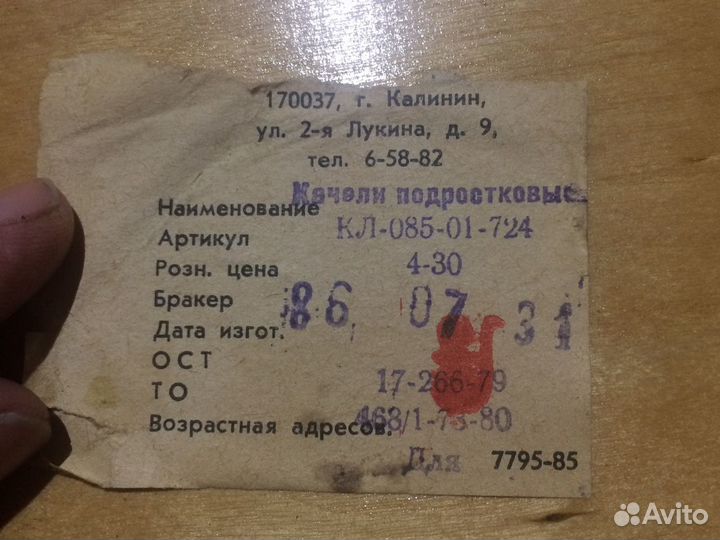 170037, г. Калинин,
ул. 2-я Лукина, д. 9,
тел. 6-58-82
Наименование Качели подростковые
Артикул КЛ-085-01-724
Розн. цена 4-30
Бракер
Дата изгот. 86 07 31
ОСТ 17-266-79
ТО 468/1-73-80
Возрастная адресов. Для
7795-85
Avito